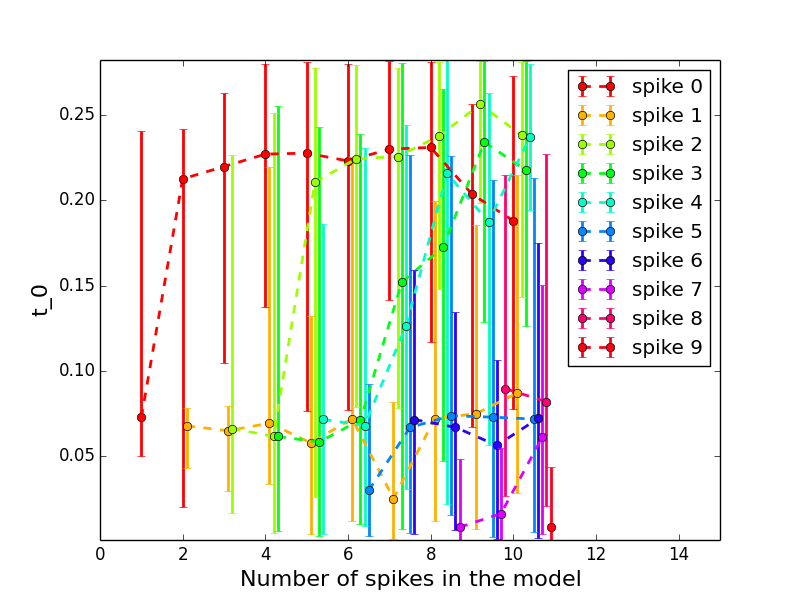 0.25
0.20
0.15
0.10
0.05
t_0
0 2 4 6 8 10 12 14
Number of spikes in the model
spike 0
spike 1
spike 2
spike 3
spike 4
spike 5
spike 6
spike 7
spike 8
spike 9